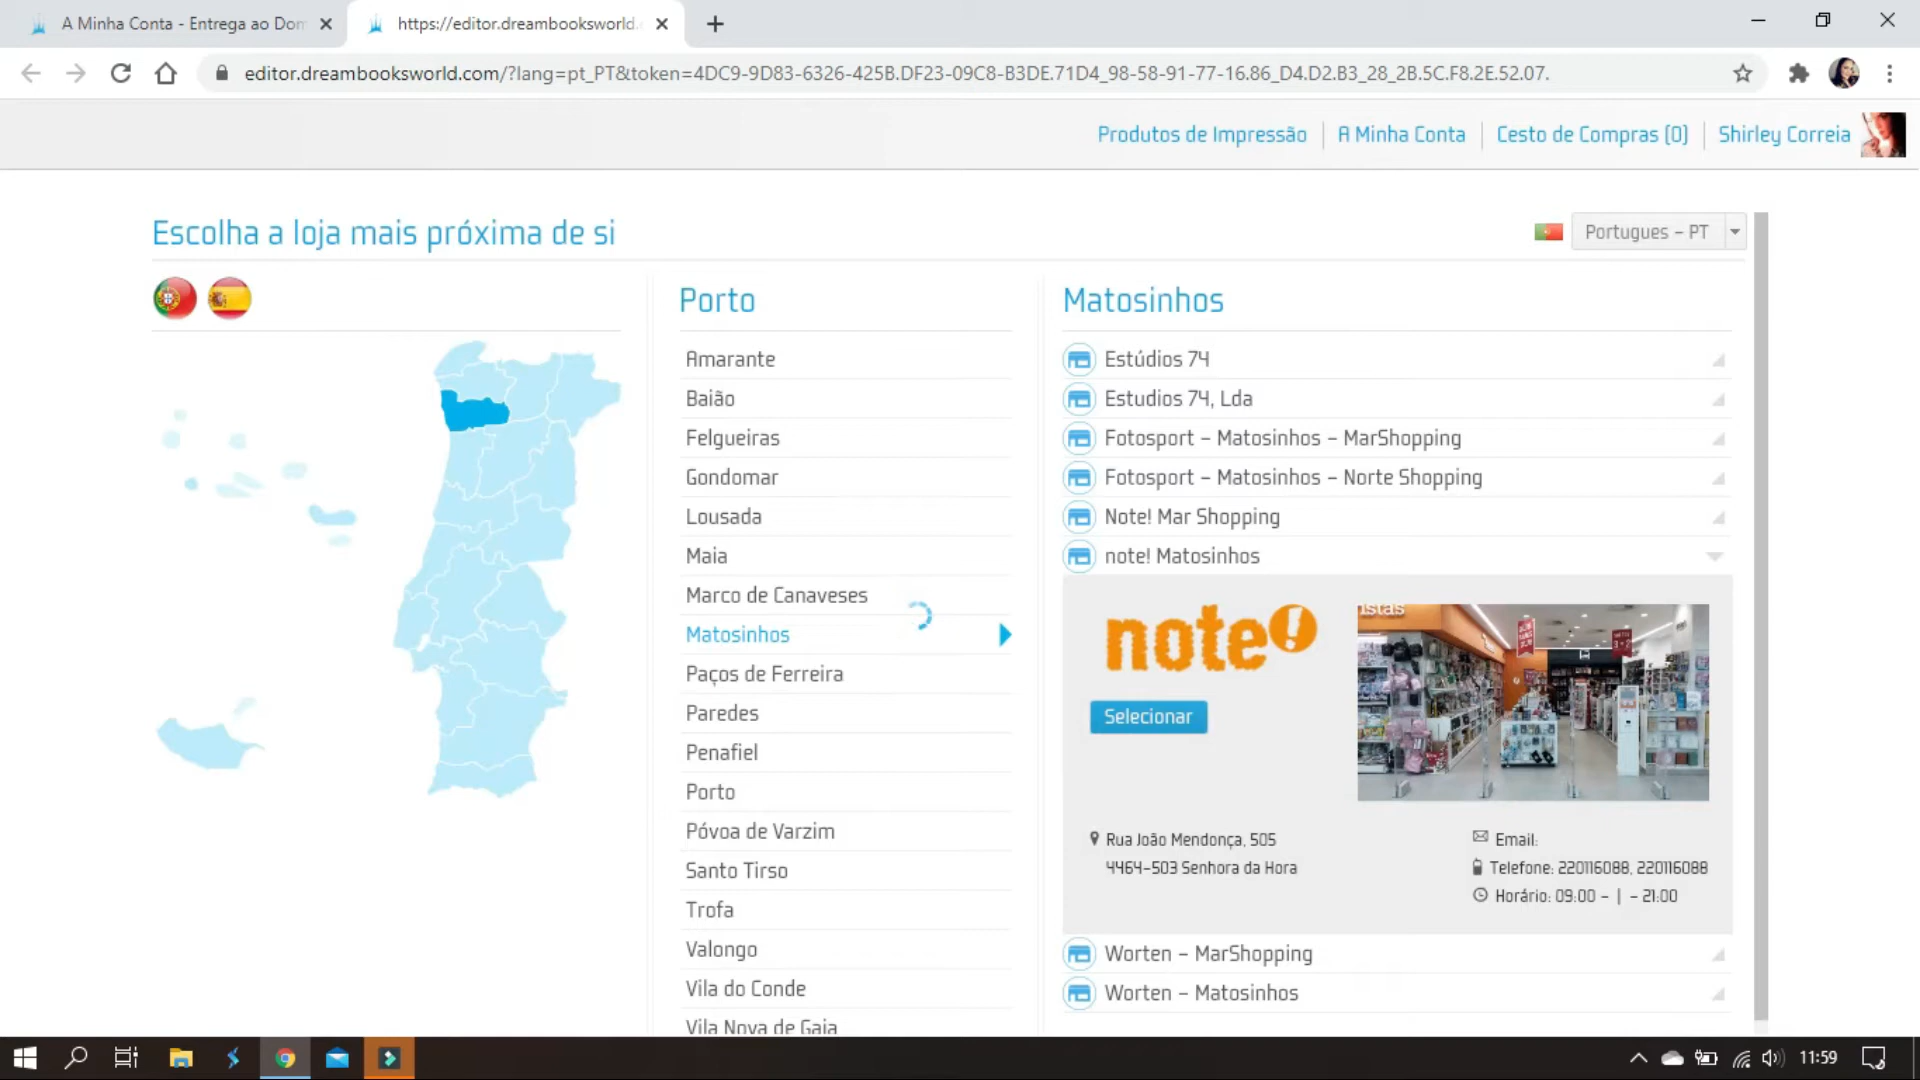 A Minha Conta - Entrega ao Dom
https://editor.dreambooksworld.
editor.dreambooksworld.com/?lang=pt_PT&token=4DC9-9D83-6326-425B.DF23-09C8-B3DE.71D4_98-58-91-77-16.86_D4.D2.B3_28_2B.5C.F8.2E.52.07.
Produtos de Impressão
A Minha Conta
Cesto de Compras (0)
Shirley Correia
Escolha a loja mais próxima de si
Portugues - PT
Porto
Amarante
Baião
Felgueiras
Gondomar
Lousada
Maia
Marco de Canaveses
Matosinhos
Paços de Ferreira
Paredes
Penafiel
Porto
Póvoa de Varzim
Santo Tirso
Trofa
Valongo
Vila do Conde
Vila Nova de Gaia
Matosinhos
Estúdios 74
Estudios 74, Lda
Fotosport - Matosinhos - MarShopping
Fotosport - Matosinhos - Norte Shopping
Note! Mar Shopping
note! Matosinhos
note!
Selecionar
Rua João Mendonça, 505
4464-503 Senhora da Hora
Email:
Telefone: 220116088, 220116088
Horário: 09:00 - | - 21:00
Worten - MarShopping
Worten - Matosinhos
11:59